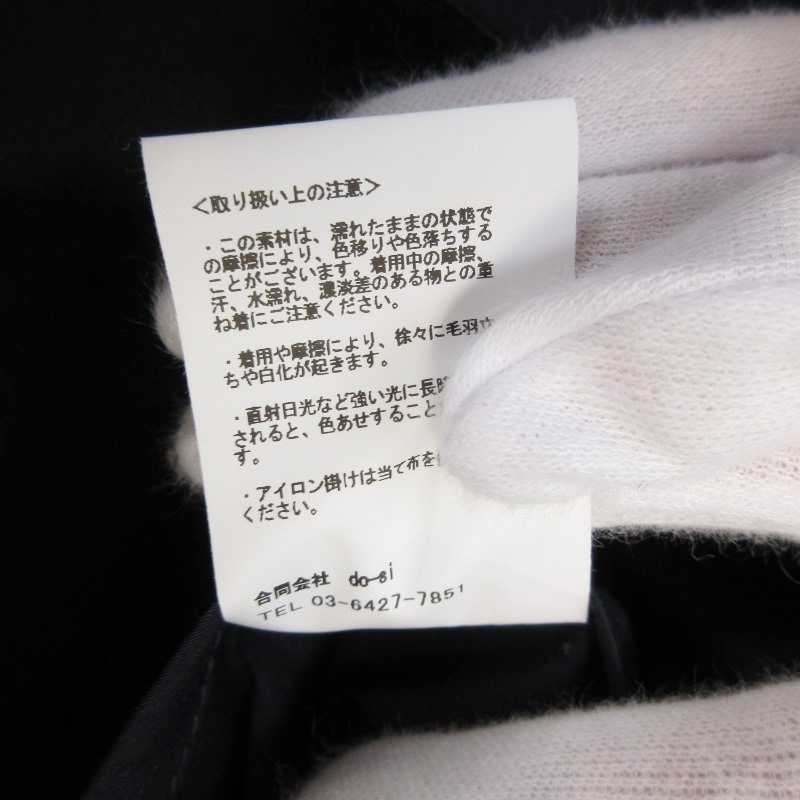 <取り扱い上の注意>
・この素材は、濡れたままの状態で
の摩擦により、色移りや色落ちする
ことがございます。着用中の摩擦、
汗、水濡れ、濃淡差のある物との重
ね着にご注意ください。
・着用や摩擦により、徐々に毛羽立
ちや白化が起きます。
・直射日光など強い光に長時
されると、色あせすること
す。
・アイロン掛けは当て布を
ください。
合同会社 do-si
TEL 03-6427-7851